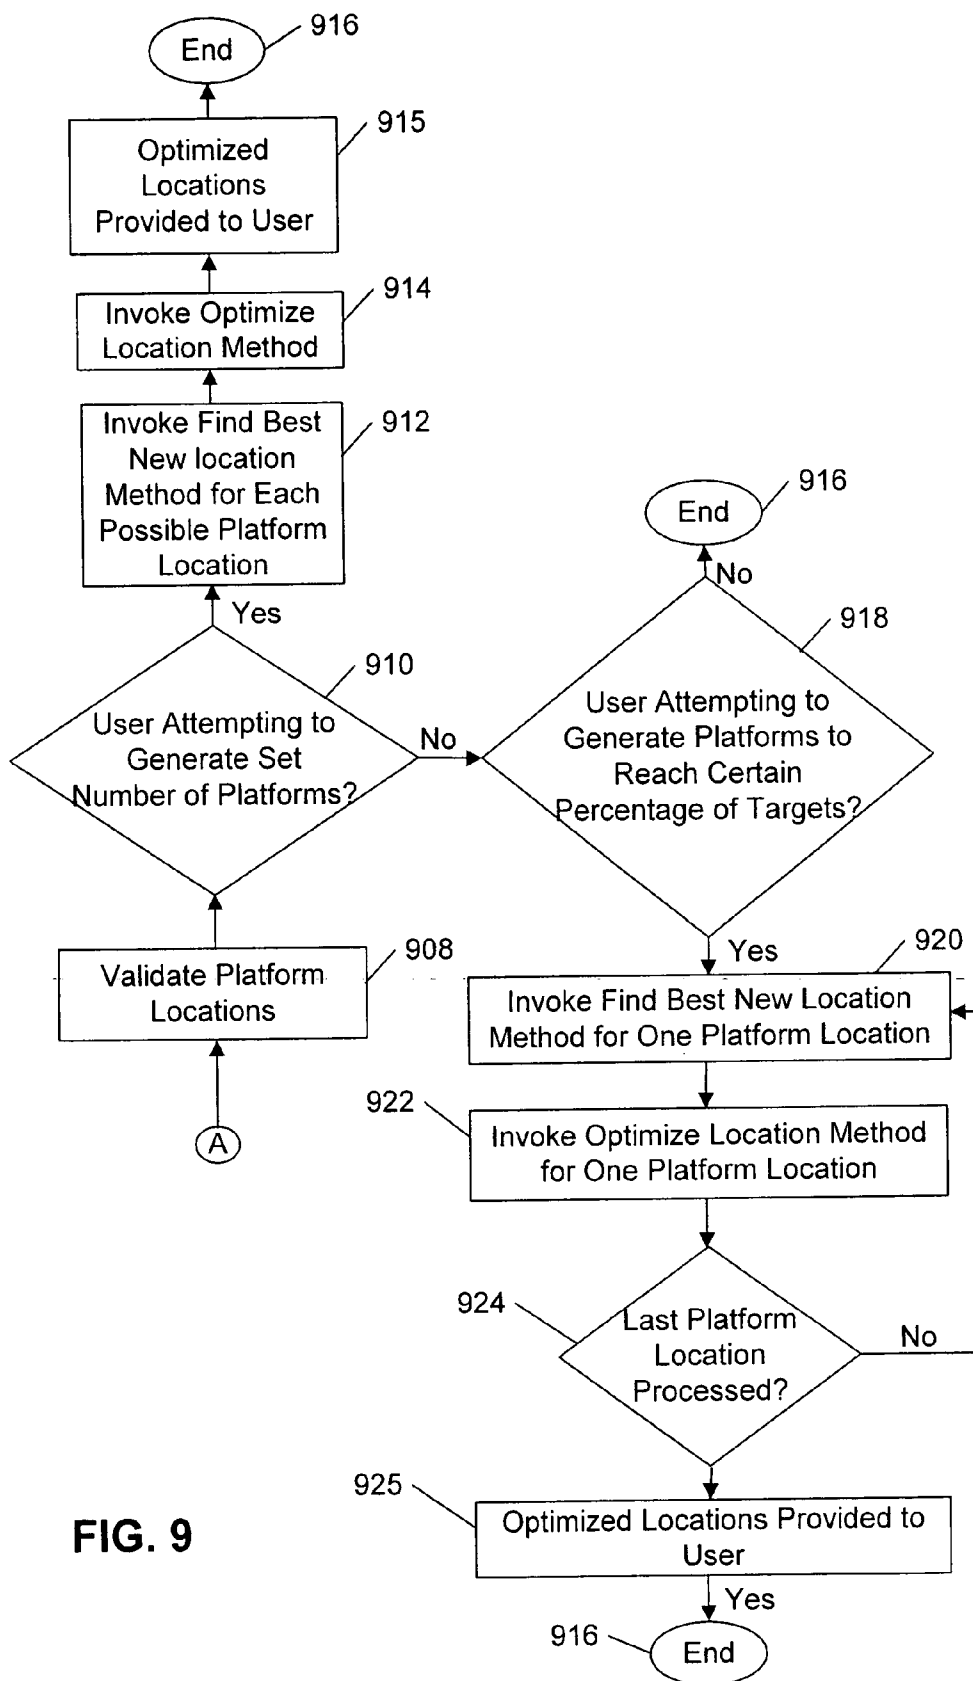 End
916
915
Optimized
Locations
Provided to User
914
Invoke Optimize
Location Method
Invoke Find Best
New location
Method for Each
Possible Platform
Location
912
Yes
910
User Attempting to
Generate Set
Number of Platforms?
No
916
End
No
918
User Attempting to
Generate Platforms to
Reach Certain
Percentage of Targets?
Yes
908
Validate Platform
Locations
A
920
Invoke Find Best New Location
Method for One Platform Location
922
Invoke Optimize Location Method
for One Platform Location
924
Last Platform
Location
Processed?
No
925
Optimized Locations Provided to
User
Yes
916
End
FIG. 9